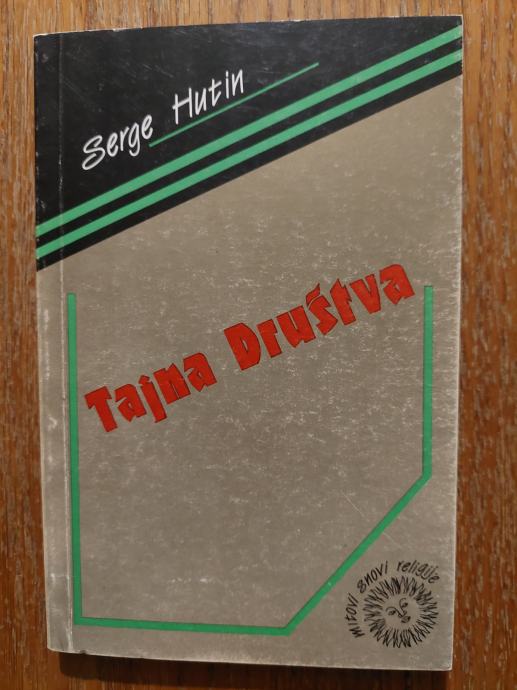 Serge Hutin
Tajna Društva
mitovi snovi religije